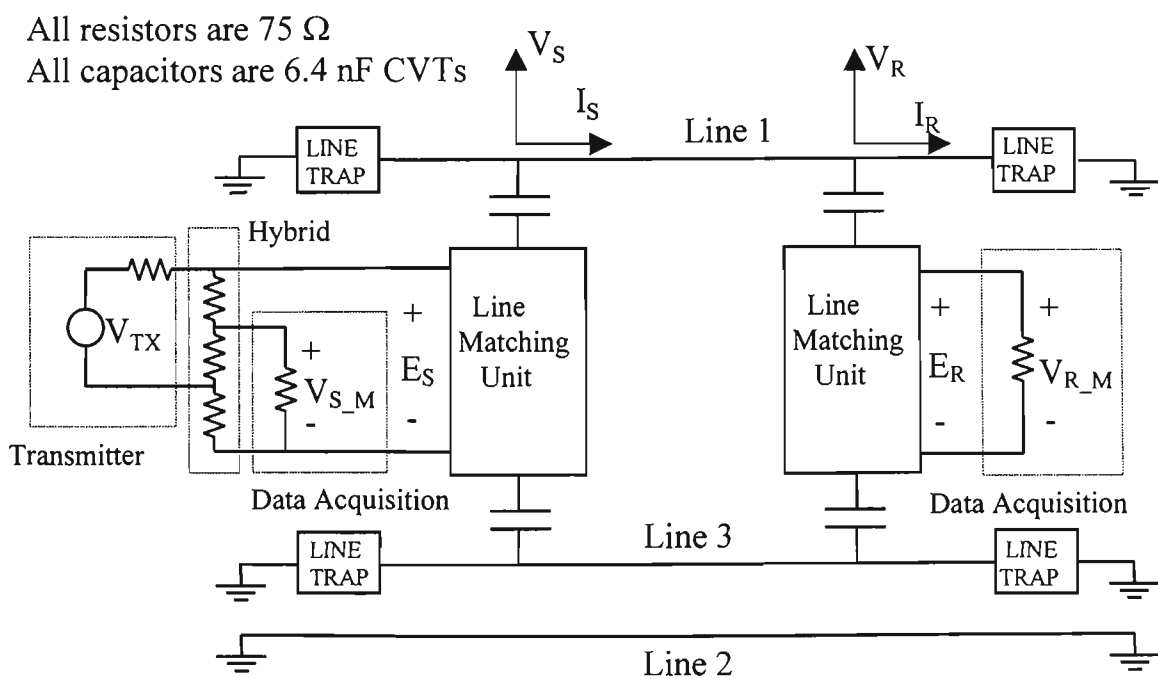 All resistors are 75 Ω
All capacitors are 6.4 nF CVTs
V_S
V_R
I_S
Line 1
I_R
LINE
TRAP
LINE
TRAP
Hybrid
V_TX
+
V_S_M
-
+
E_S
-
Line
Matching
Unit
Line
Matching
Unit
+
E_R
-
+
V_R_M
-
Transmitter
Data Acquisition
Data Acquisition
LINE
TRAP
Line 3
LINE
TRAP
Line 2